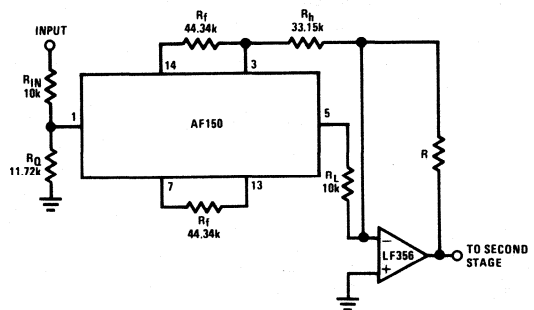 INPUT
Rf
44.34k
Rh
33.15k
RIN
10k
14
3
1
AF150
5
R
RQ
11.72k
7
13
RL
10k
Rf
44.34k
−
LF356
+
TO SECOND
STAGE